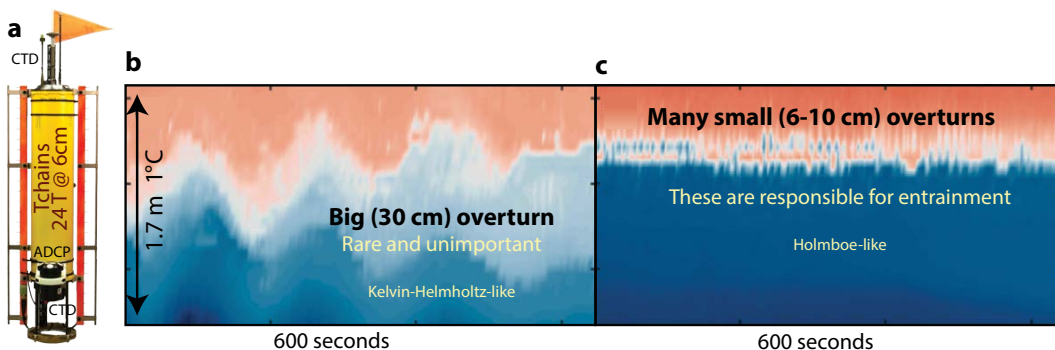 a
CTD
Tchains
24 T @ 6cm
ADCP
CTD
b
1.7 m 1°C
Big (30 cm) overturn
Rare and unimportant
Kelvin-Helmholtz-like
600 seconds
c
Many small (6-10 cm) overturns
These are responsible for entrainment
Holmboe-like
600 seconds